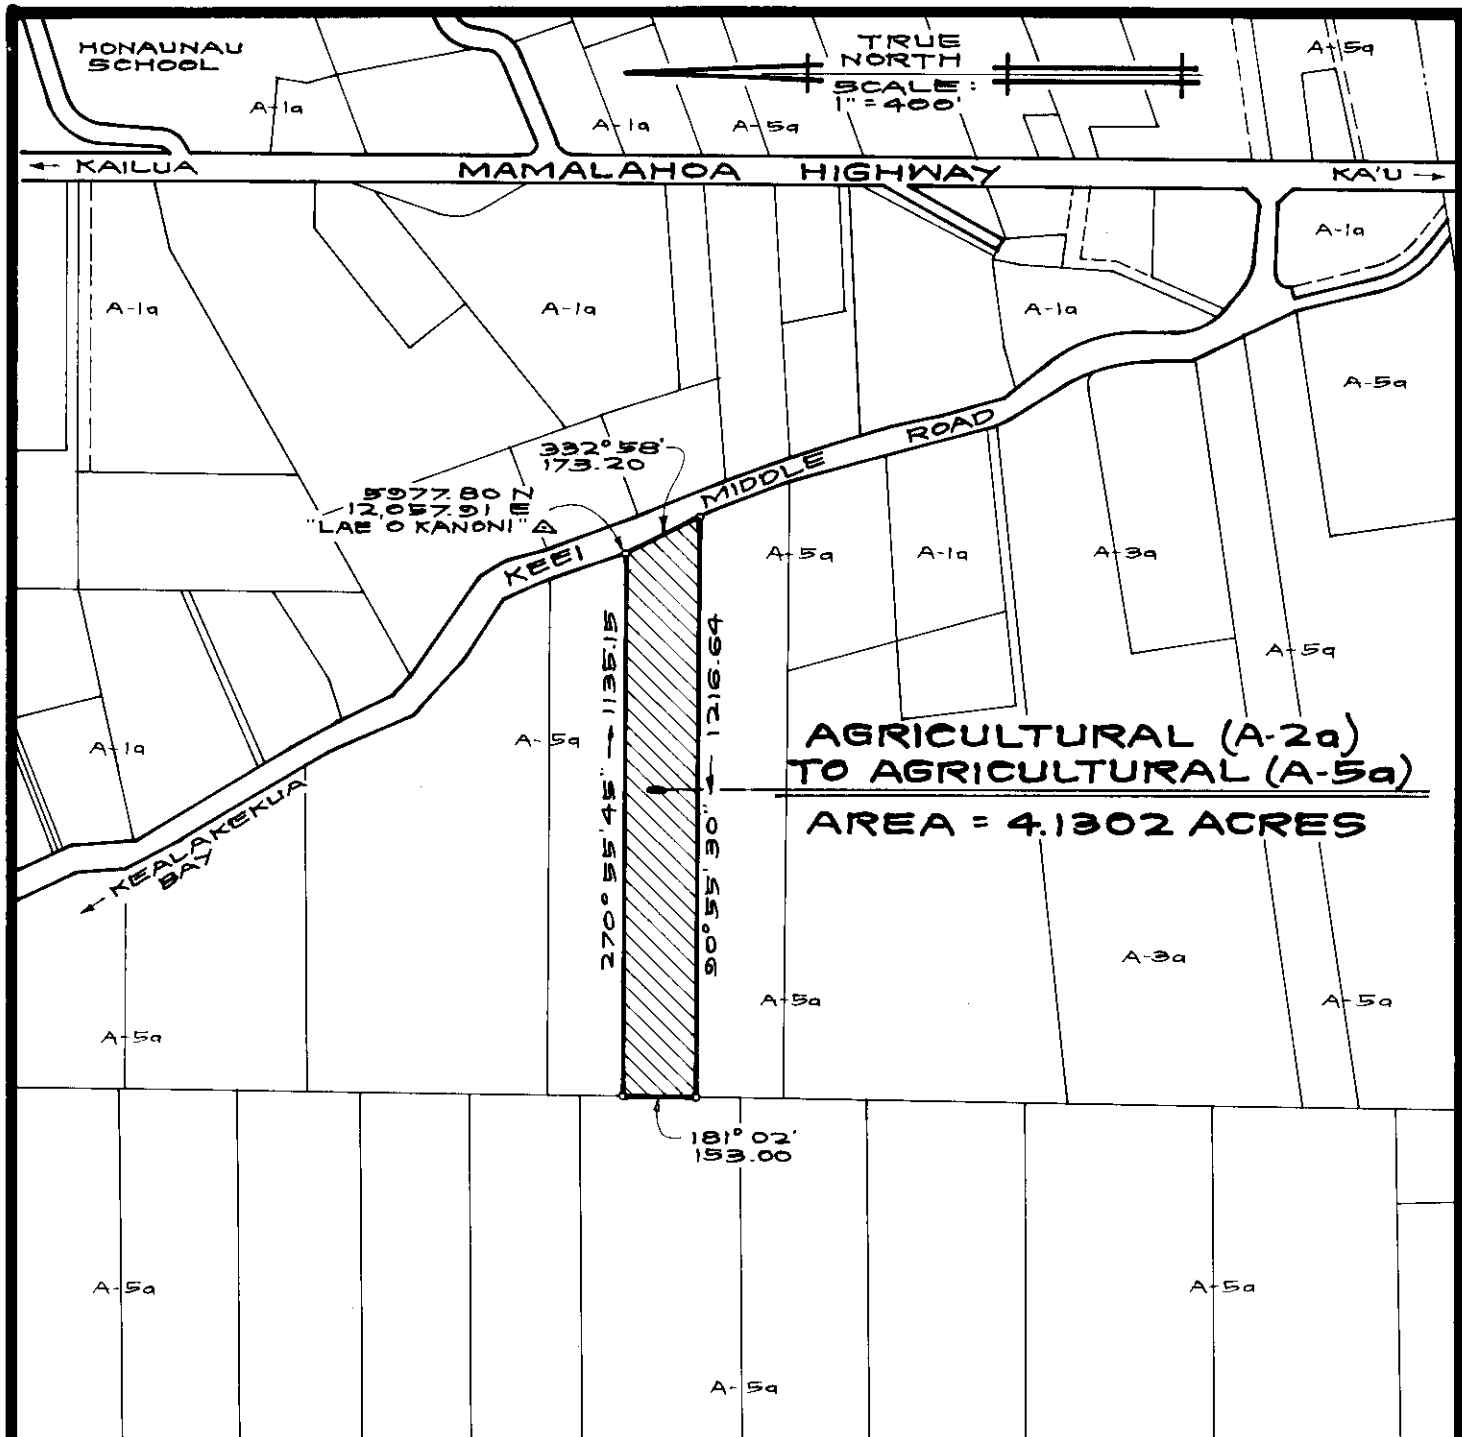 HONAUNAU
SCHOOL
TRUE
NORTH
SCALE:
1" = 400'
A-5a
A-1a
A-1a
A-5a
← KAILUA
MAMALAHOA HIGHWAY
KA'U →
A-1a
A-1a
A-1a
A-1a
A-5a
KEEI MIDDLE ROAD
332° 58'
173.20
5977.80 N
12,057.91 E
"LAE O KANONI" △
A-5a
A-1a
A-3a
A-5a
A-1a
A-5a
270° 55' 45" → 1135.15
90° 55' 30" → 1216.64
AGRICULTURAL (A-2a)
TO AGRICULTURAL (A-5a)
AREA = 4.1302 ACRES
← KEALAKEKUA
BAY
A-3a
A-5a
A-5a
A-5a
181° 02'
153.00
A-5a
A-5a
A-5a